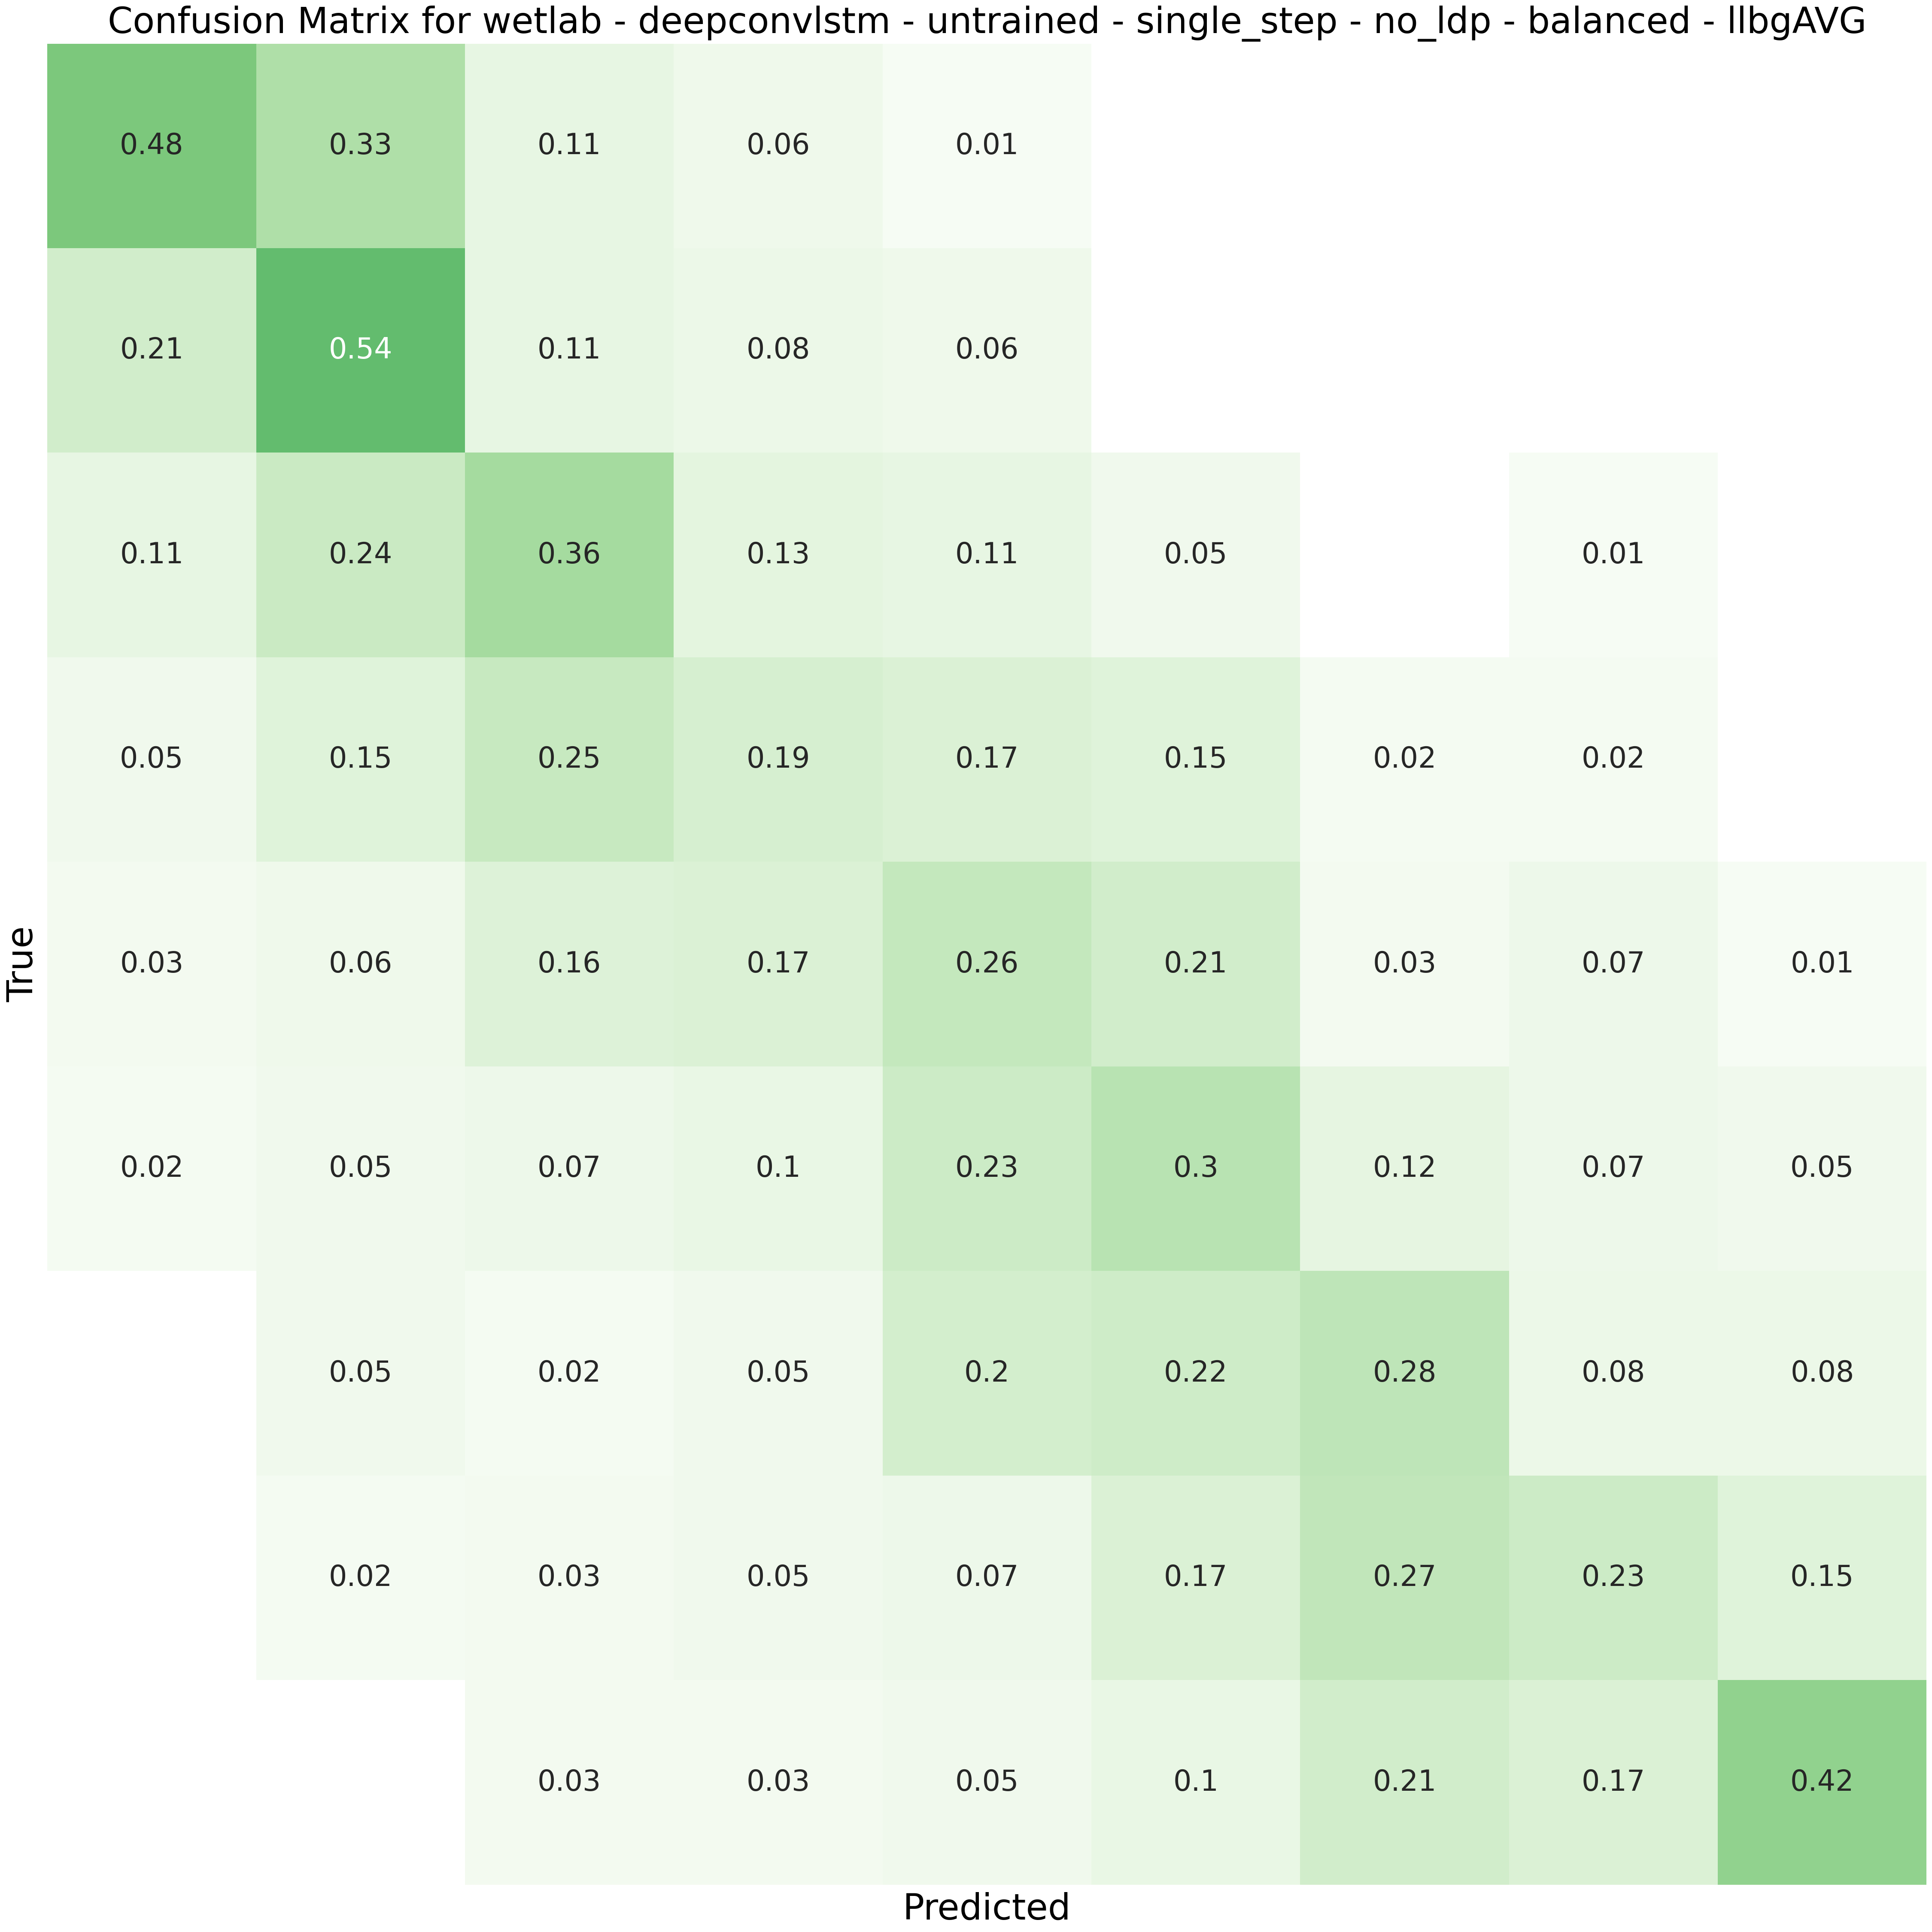 Confusion Matrix for wetlab - deepconvlstm - untrained - single_step - no_ldp - balanced - llbgAVG
0.48 0.33 0.11 0.06 0.01
0.21 0.54 0.11 0.08 0.06
0.11 0.24 0.36 0.13 0.11 0.05 0.01
0.05 0.15 0.25 0.19 0.17 0.15 0.02 0.02
0.03 0.06 0.16 0.17 0.26 0.21 0.03 0.07 0.01
True
0.02 0.05 0.07 0.1 0.23 0.3 0.12 0.07 0.05
0.05 0.02 0.05 0.2 0.22 0.28 0.08 0.08
0.02 0.03 0.05 0.07 0.17 0.27 0.23 0.15
0.03 0.03 0.05 0.1 0.21 0.17 0.42
Predicted